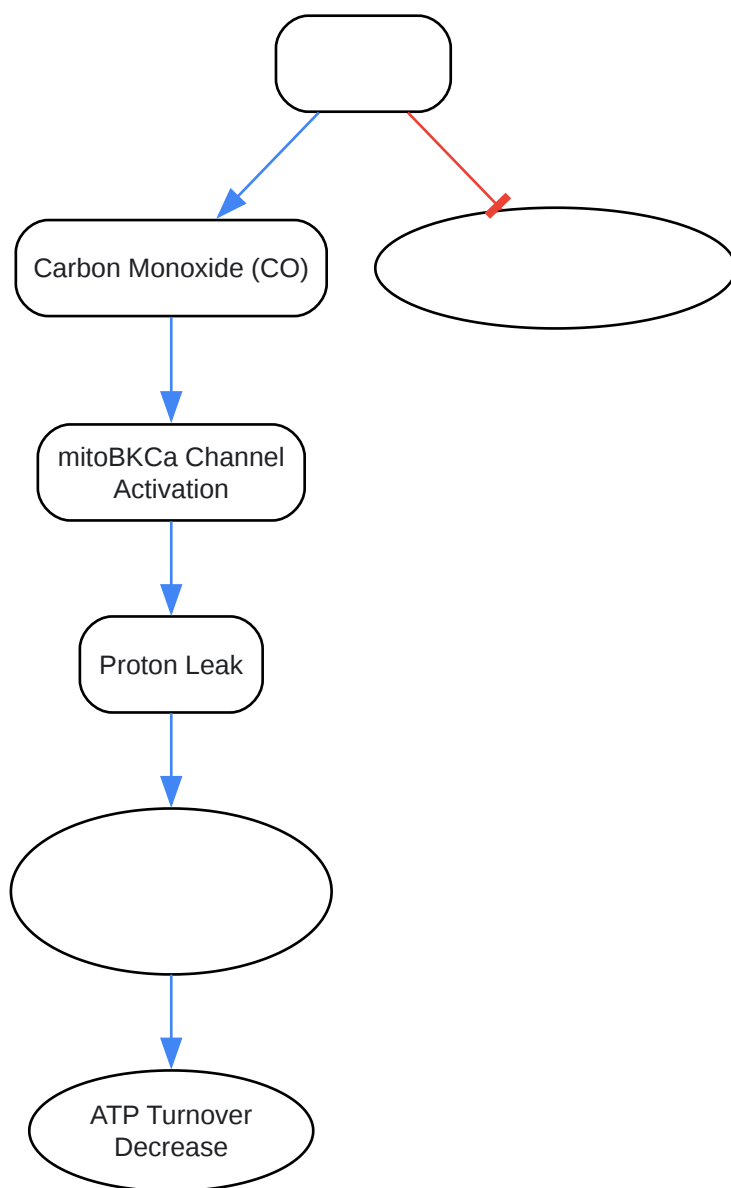 Carbon Monoxide (CO)
mitoBKCa Channel
Activation
Proton Leak
ATP Turnover
Decrease